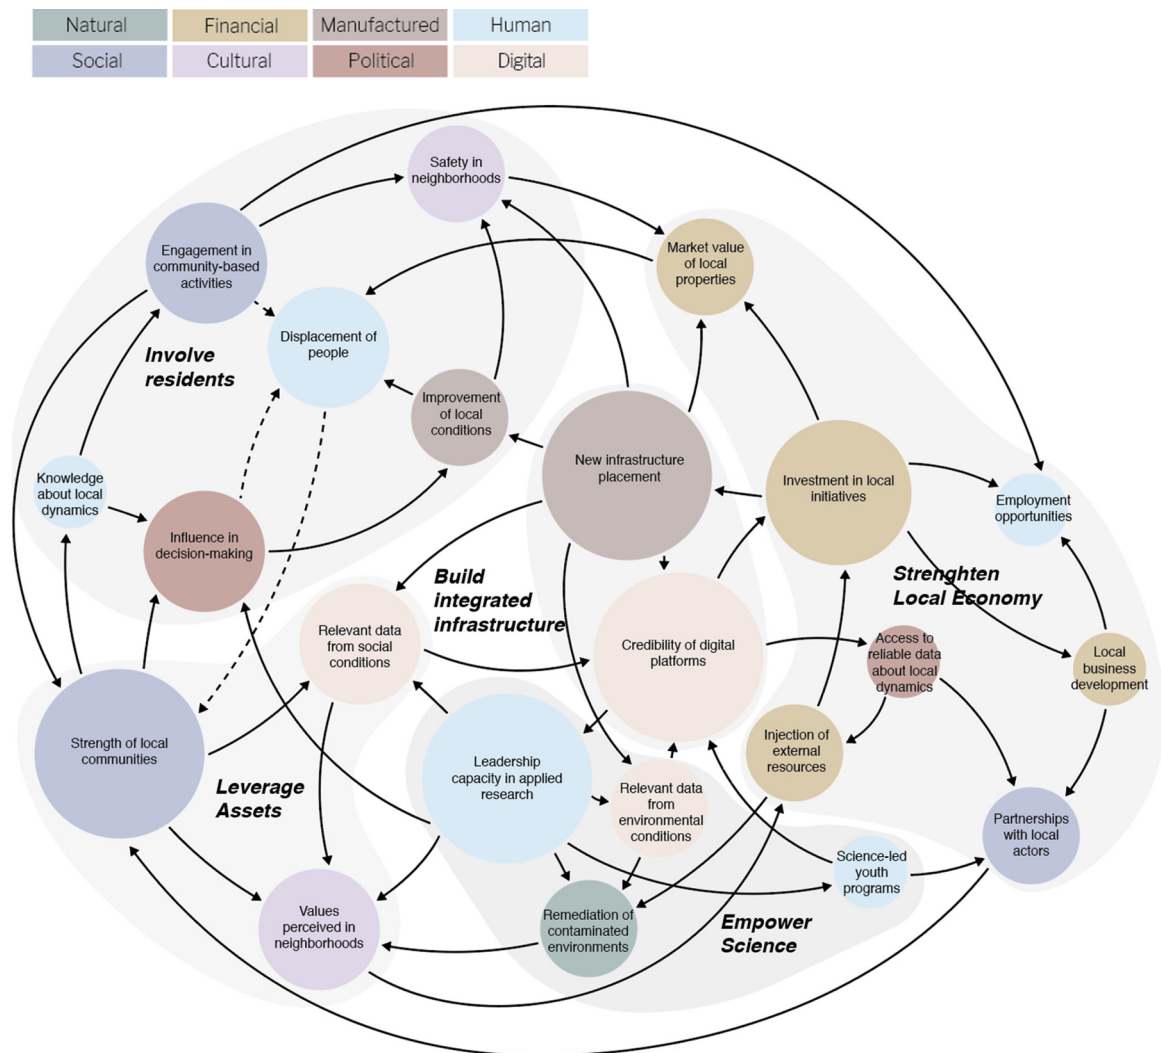 Natural
Financial
Manufactured
Human
Social
Cultural
Political
Digital
Safety in
neighborhoods
Engagement in
community-based
activities
Market value
of local
properties
Displacement of
people
Involve
residents
Improvement
of local
conditions
New infrastructure
placement
Investment in local
initiatives
Employment
opportunities
Knowledge
about local
dynamics
Influence in
decision-making
Build
integrated
infrastructure
Strenghten
Local Economy
Relevant data
from social
conditions
Credibility of digital
platforms
Access to
reliable data
about local
dynamics
Local
business
development
Strength of local
communities
Leverage
Assets
Leadership
capacity in applied
research
Injection of
external
resources
Relevant data
from
environmental
conditions
Partnerships
with local
actors
Science-led
youth
programs
Values
perceived in
neighborhoods
Remediation of
contaminated
environments
Empower
Science